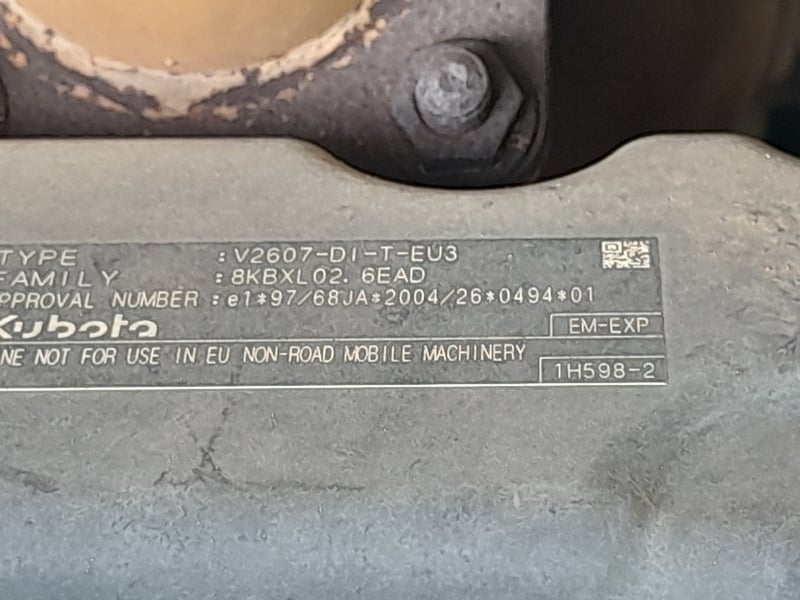 TYPE : V2607-DI-T-EU3
FAMILY : 8KBXL02.6EAD
APPROVAL NUMBER : e1*97/68JA*2004/26*0494*01
Kubota
EM-EXP
NOT FOR USE IN EU NON-ROAD MOBILE MACHINERY
1H598-2